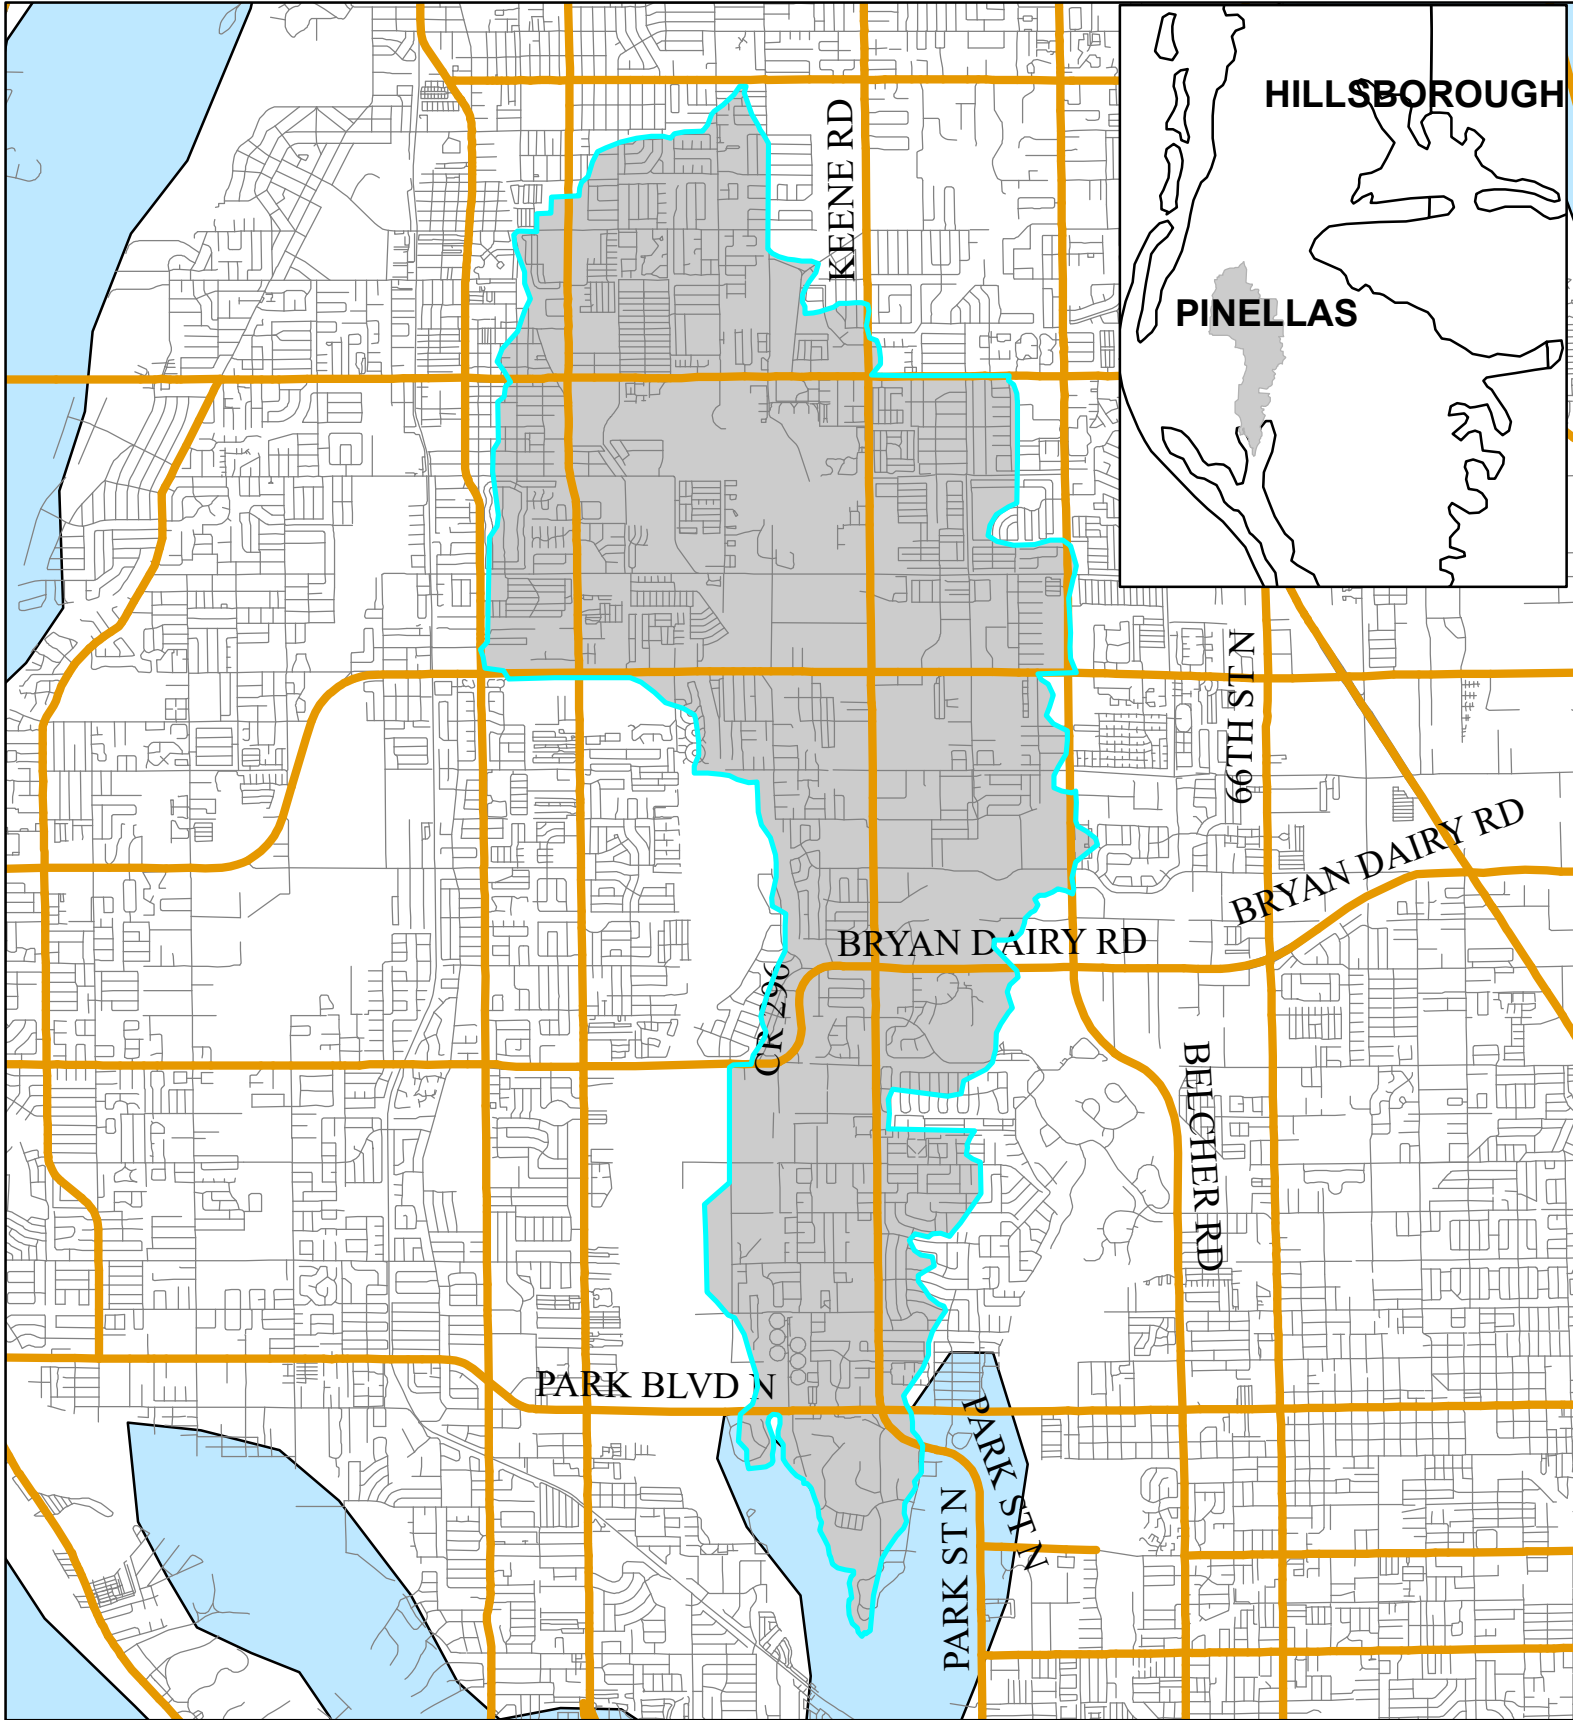 HILLSBOROUGH
KEENE RD
PINELLAS
66TH ST N
BRYAN DAIRY RD
BRYAN DAIRY RD
CR 296
BELCHER RD
PARK BLVD N
PARK ST N
PARK ST N